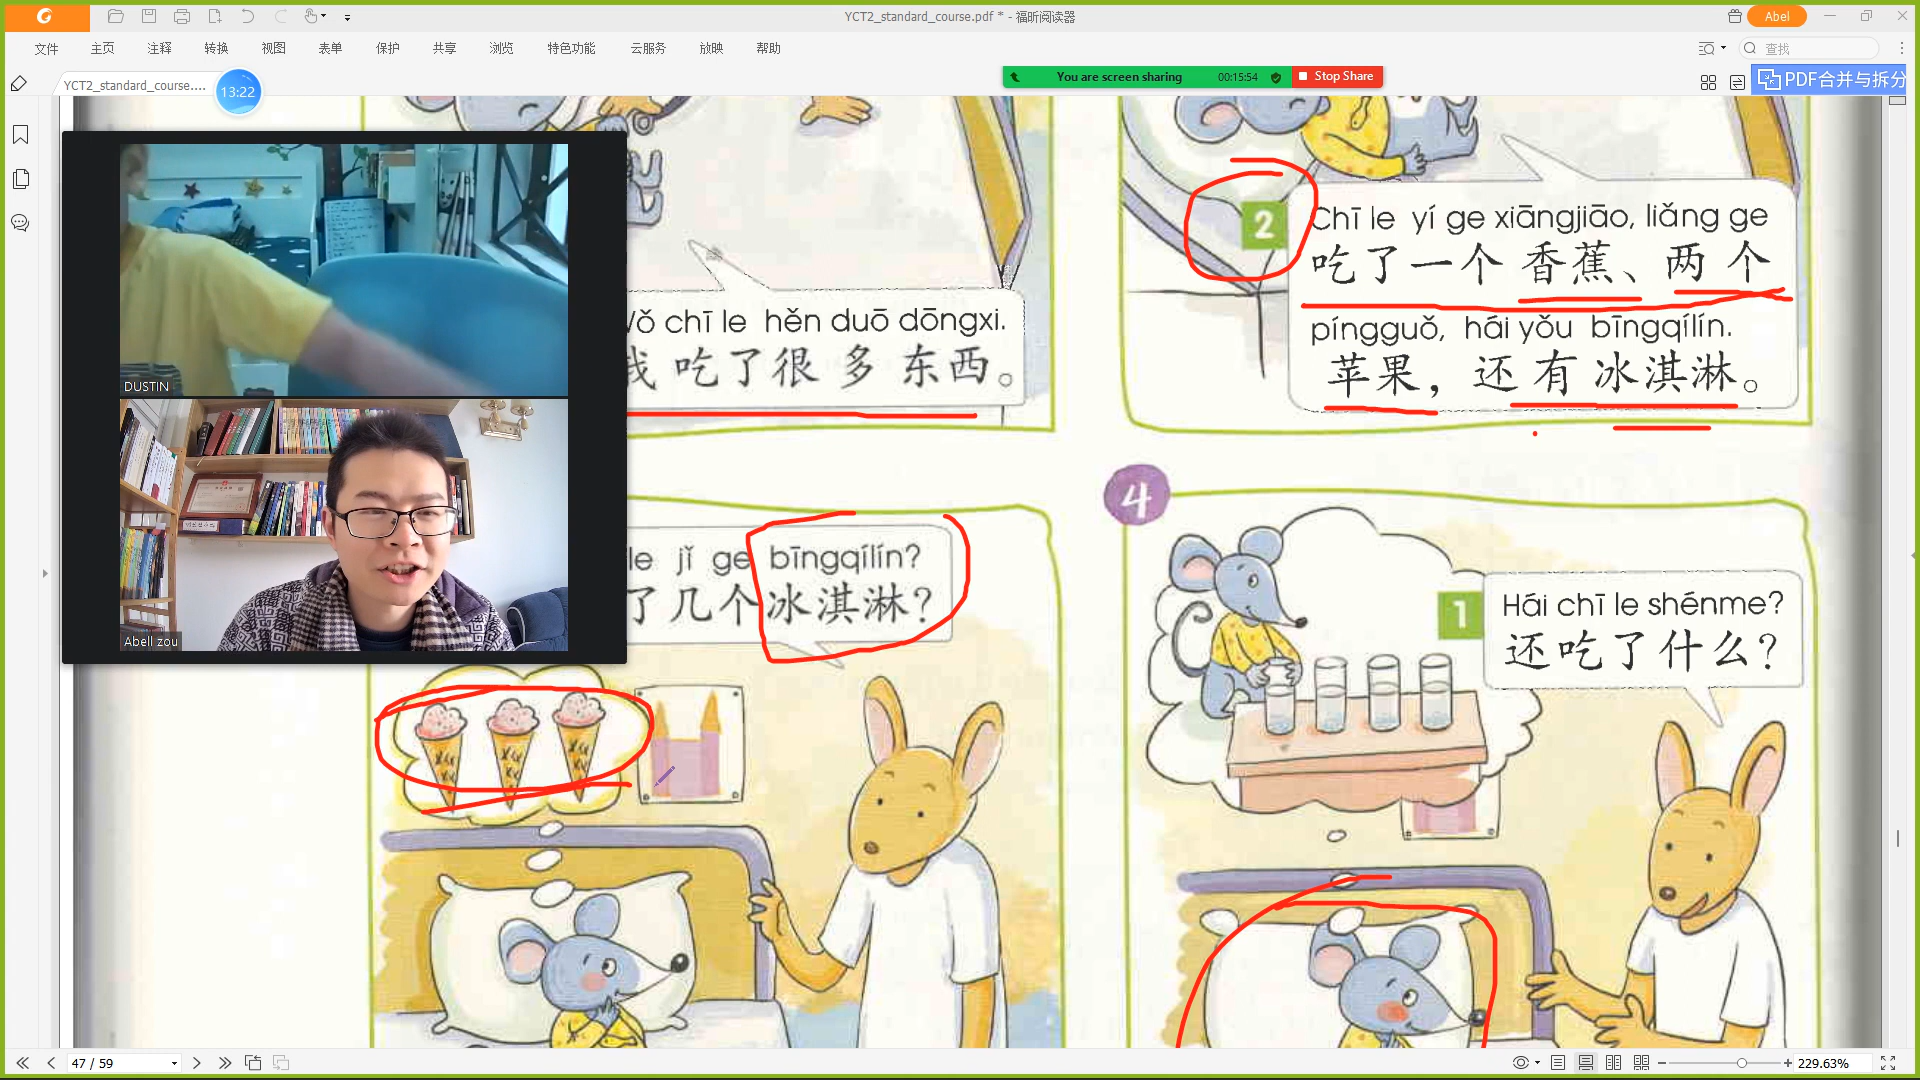 YCT2_standard_course.pdf * - 福昕阅读器
Abel
文件 主页 注释 转换 视图 表单 保护 共享 浏览 特色功能 云服务 放映 帮助
查找
YCT2_standard_course....
13:22
You are screen sharing 00:15:54 Stop Share
PDF合并与拆分
DUSTIN
Abell zou
Wǒ chī le hěn duō dōngxi.
我吃了很多东西。
2
Chī le yí ge xiāngjiāo, liǎng ge
吃了一个香蕉、两个
píngguǒ, hái yǒu bīngqílín.
苹果，还有冰淇淋。
le jǐ ge bīngqílín?
了几个冰淇淋？
4
1
Hái chī le shénme?
还吃了什么？
47 / 59
229.63%